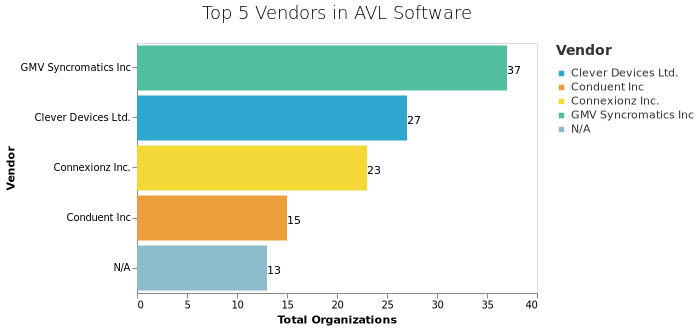 Top 5 Vendors in AVL Software
Vendor
GMV Syncromatics Inc
37
Clever Devices Ltd.
27
Connexionz Inc.
23
Conduent Inc
15
N/A
13
0 5 10 15 20 25 30 35 40
Total Organizations
Vendor
Clever Devices Ltd.
Conduent Inc
Connexionz Inc.
GMV Syncromatics Inc
N/A